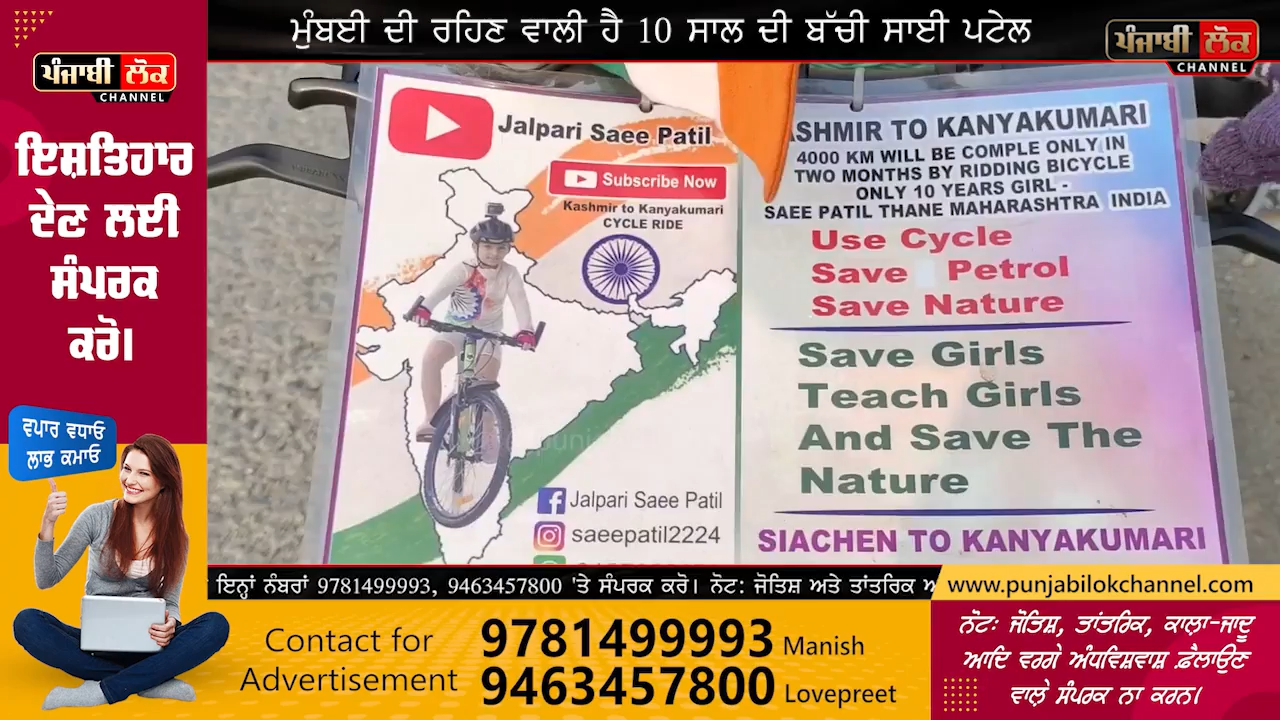 ਮੁੰਬਈ ਦੀ ਰਹਿਣ ਵਾਲੀ ਹੈ 10 ਸਾਲ ਦੀ ਬੱਚੀ ਸਾਈ ਪਟੇਲ
ਪੰਜਾਬੀ ਲੋਕ
CHANNEL
ਪੰਜਾਬੀ ਲੋਕ
CHANNEL
ਇਸ਼ਤਿਹਾਰ
ਦੇਣ ਲਈ
ਸੰਪਰਕ
ਕਰੋ।
ਵਪਾਰ ਵਧਾਓ
ਲਾਭ ਕਮਾਓ
Jalpari Saee Patil
Subscribe Now
Kashmir to Kanyakumari
CYCLE RIDE
Jalpari Saee Patil
saeepatil2224
ASHMIR TO KANYAKUMARI
4000 KM WILL BE COMPLE ONLY IN
TWO MONTHS BY RIDDING BICYCLE
ONLY 10 YEARS GIRL -
SAEE PATIL THANE MAHARASHTRA INDIA
Use Cycle
Save Petrol
Save Nature
Save Girls
Teach Girls
And Save The
Nature
SIACHEN TO KANYAKUMARI
ਇਨ੍ਹਾਂ ਨੰਬਰਾਂ 9781499993, 9463457800 'ਤੇ ਸੰਪਰਕ ਕਰੋ। ਨੋਟ: ਜੋਤਿਸ਼ ਅਤੇ ਤਾਂਤਰਿਕ
www.punjabilokchannel.com
Contact for
Advertisement
9781499993 Manish
9463457800 Lovepreet
ਨੋਟ: ਜੋਤਿਸ਼, ਤਾਂਤਰਿਕ, ਕਾਲਾ-ਜਾਦੂ
ਆਦਿ ਵਰਗੇ ਅੰਧਵਿਸ਼ਵਾਸ਼ ਫ਼ੈਲਾਉਣ
ਵਾਲ਼ੇ ਸੰਪਰਕ ਨਾ ਕਰਨ।